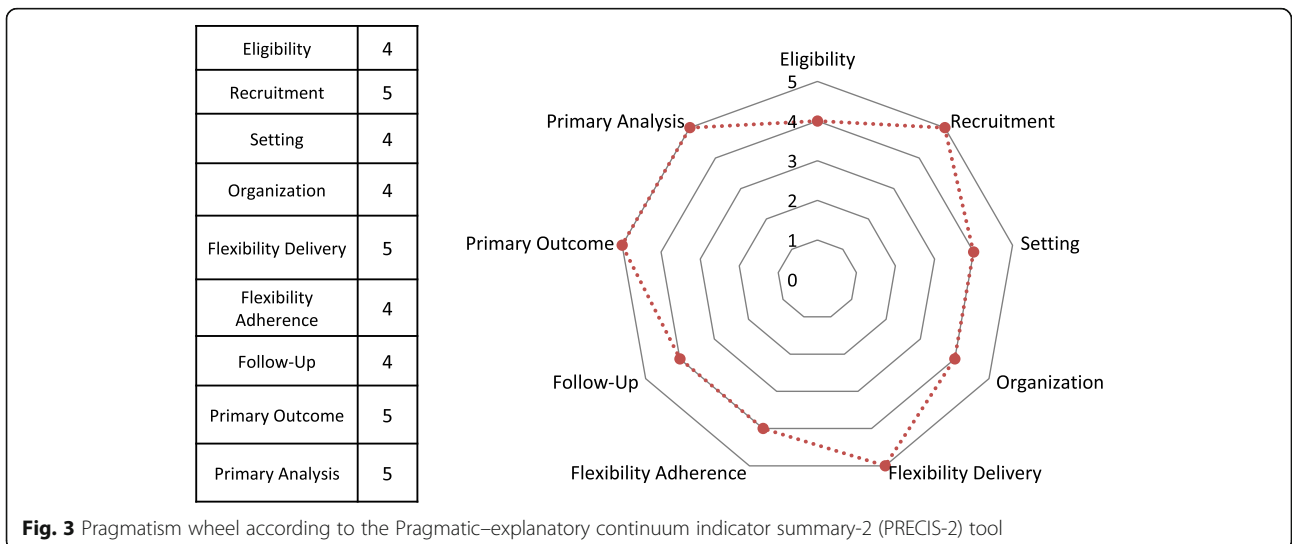 Eligibility 4
Recruitment 5
Setting 4
Organization 4
Flexibility Delivery 5
Flexibility
Adherence 4
Follow-Up 4
Primary Outcome 5
Primary Analysis 5
Eligibility
5
Primary Analysis
4
Recruitment
3
2
Primary Outcome
1
Setting
0
Follow-Up
Organization
Flexibility Adherence
Flexibility Delivery
Fig. 3 Pragmatism wheel according to the Pragmatic–explanatory continuum indicator summary-2 (PRECIS-2) tool